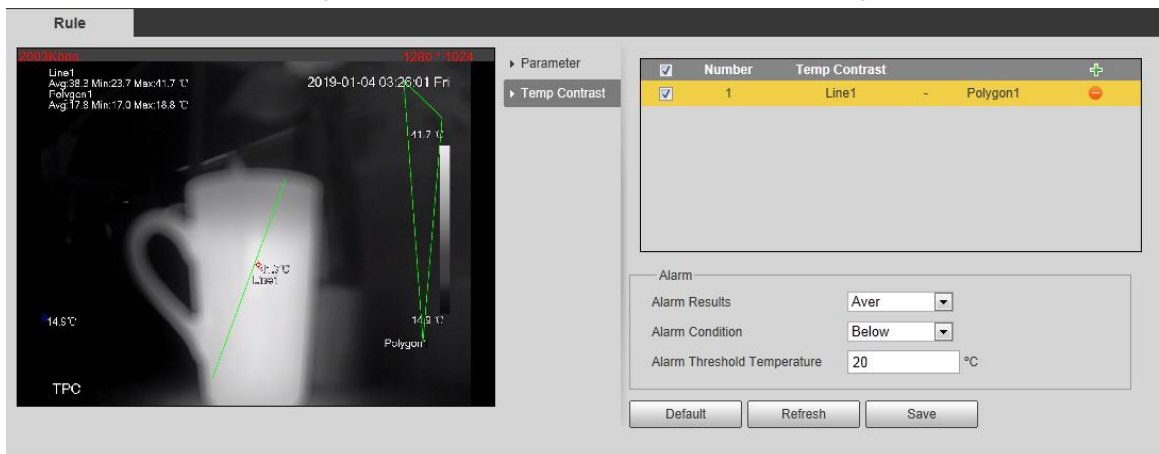 Rule
2003Kbps 1280 * 1024
Line1
Avg:38.3 Min:23.7 Max:41.7 ℃
Polygon1
Avg:17.8 Min:17.0 Max:18.8 ℃
2019-01-04 03:26:01 Fri
41.7 ℃
Line1
14.9 ℃
Polygon1
TPC
Parameter
Temp Contrast
Number Temp Contrast
1 Line1 - Polygon1
Alarm
Alarm Results Aver
Alarm Condition Below
Alarm Threshold Temperature 20 °C
Default Refresh Save